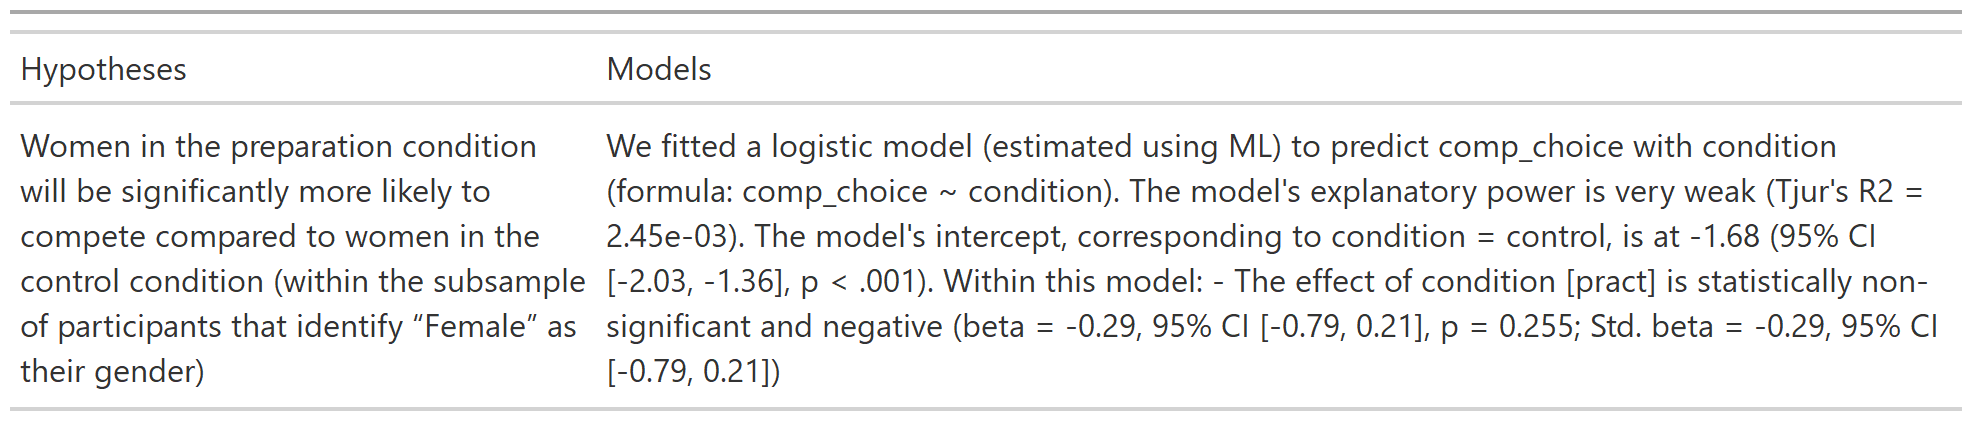 Hypotheses
Models
Women in the preparation condition
will be significantly more likely to
compete compared to women in the
control condition (within the subsample
of participants that identify “Female” as
their gender)
We fitted a logistic model (estimated using ML) to predict comp_choice with condition
(formula: comp_choice ~ condition). The model's explanatory power is very weak (Tjur's R2 =
2.45e-03). The model's intercept, corresponding to condition = control, is at -1.68 (95% CI
[-2.03, -1.36], p < .001). Within this model: - The effect of condition [pract] is statistically non-
significant and negative (beta = -0.29, 95% CI [-0.79, 0.21], p = 0.255; Std. beta = -0.29, 95% CI
[-0.79, 0.21])